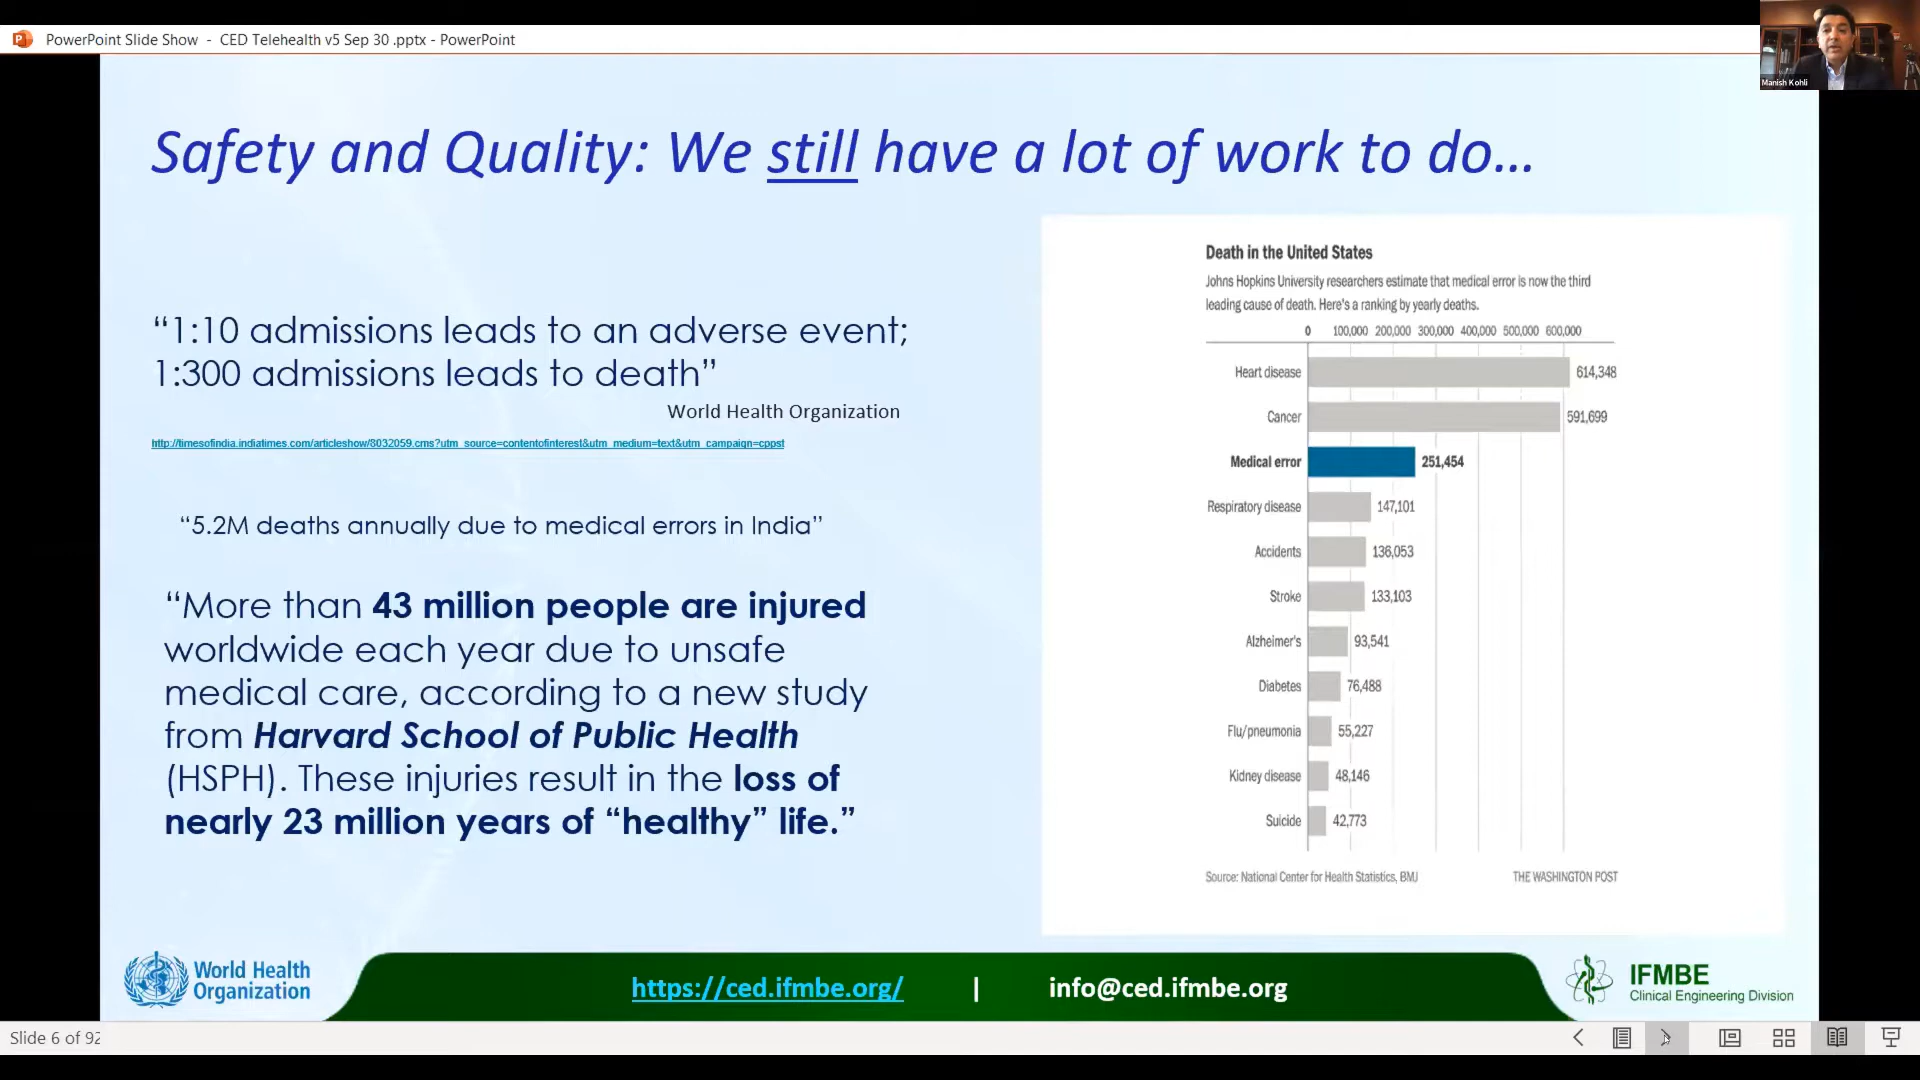 PowerPoint Slide Show - CED Telehealth v5 Sep 30 .pptx - PowerPoint
Manish Kohli
Safety and Quality: We still have a lot of work to do...
“1:10 admissions leads to an adverse event;
1:300 admissions leads to death”
World Health Organization
http://timesofindia.indiatimes.com/articleshow/8032059.cms?utm_source=contentofinterest&utm_medium=text&utm_campaign=cppst
“5.2M deaths annually due to medical errors in India”
“More than 43 million people are injured
worldwide each year due to unsafe
medical care, according to a new study
from Harvard School of Public Health
(HSPH). These injuries result in the loss of
nearly 23 million years of “healthy” life.”
Death in the United States
Johns Hopkins University researchers estimate that medical error is now the third
leading cause of death. Here's a ranking by yearly deaths.
0 100,000 200,000 300,000 400,000 500,000 600,000
Heart disease 614,348
Cancer 591,699
Medical error 251,454
Respiratory disease 147,101
Accidents 136,053
Stroke 133,103
Alzheimer's 93,541
Diabetes 76,488
Flu/pneumonia 55,227
Kidney disease 48,146
Suicide 42,773
Source: National Center for Health Statistics, BMJ THE WASHINGTON POST
World Health
Organization
https://ced.ifmbe.org/ | info@ced.ifmbe.org
IFMBE
Clinical Engineering Division
Slide 6 of 92